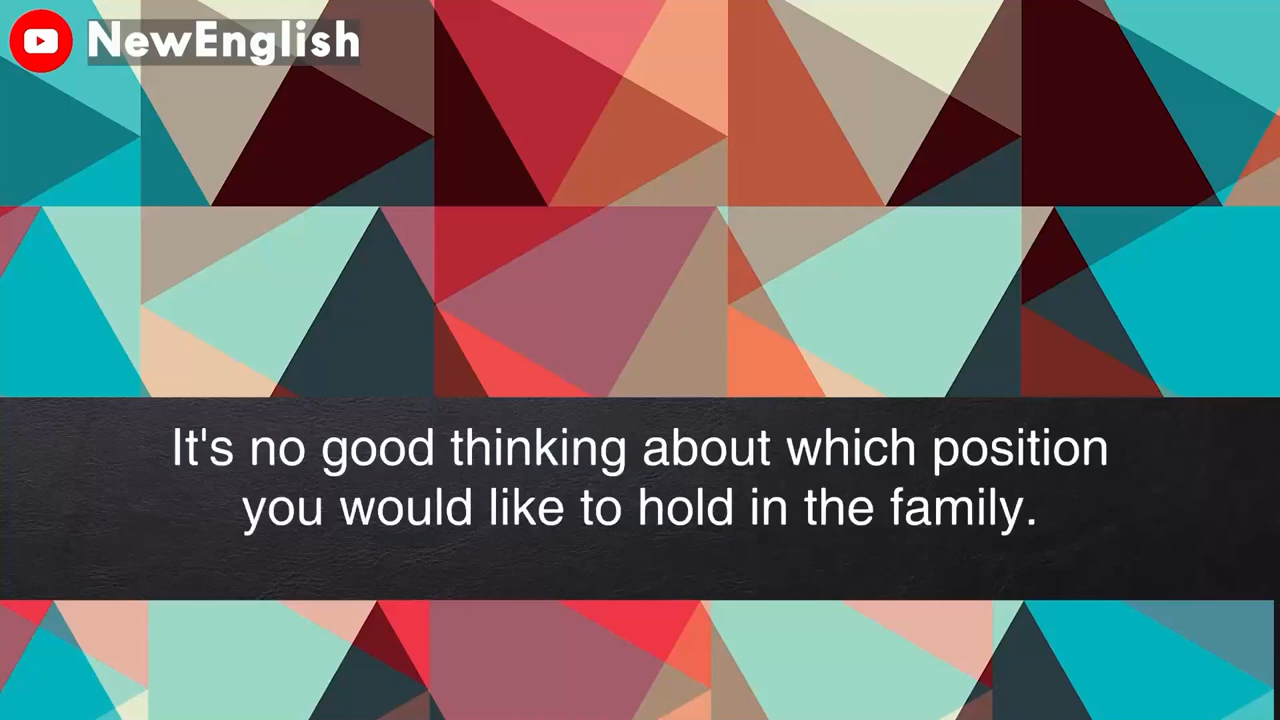 NewEnglish
It's no good thinking about which position
you would like to hold in the family.